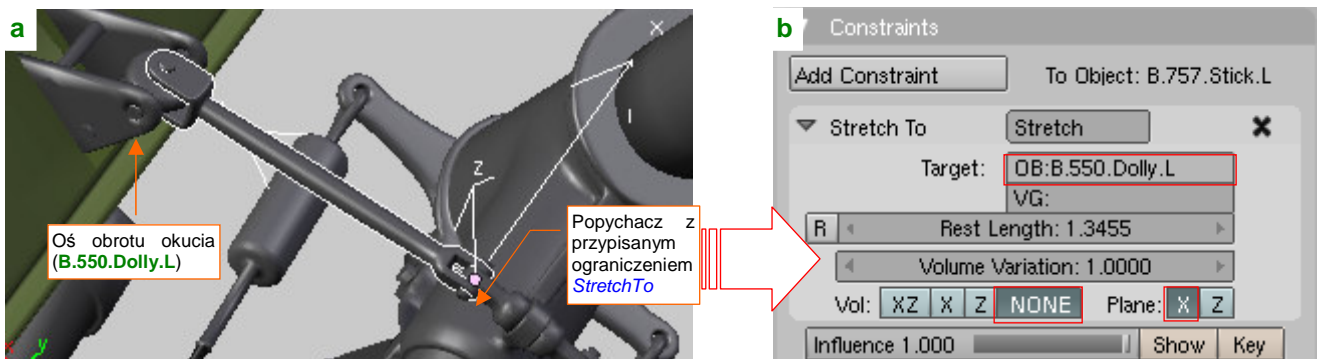 a
Z
Oś obrotu okucia
(B.550.Dolly.L)
Popychacz z
przypisanym
ograniczeniem
StretchTo
x y
b
Constraints
Add Constraint To Object: B.757.Stick.L
Stretch To Stretch
Target: OB:B.550.Dolly.L
VG:
R Rest Length: 1.3455
Volume Variation: 1.0000
Vol: XZ X Z NONE Plane: X Z
Influence 1.000 Show Key